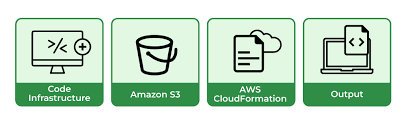 Code
Infrastructure
Amazon S3
AWS
CloudFormation
Output